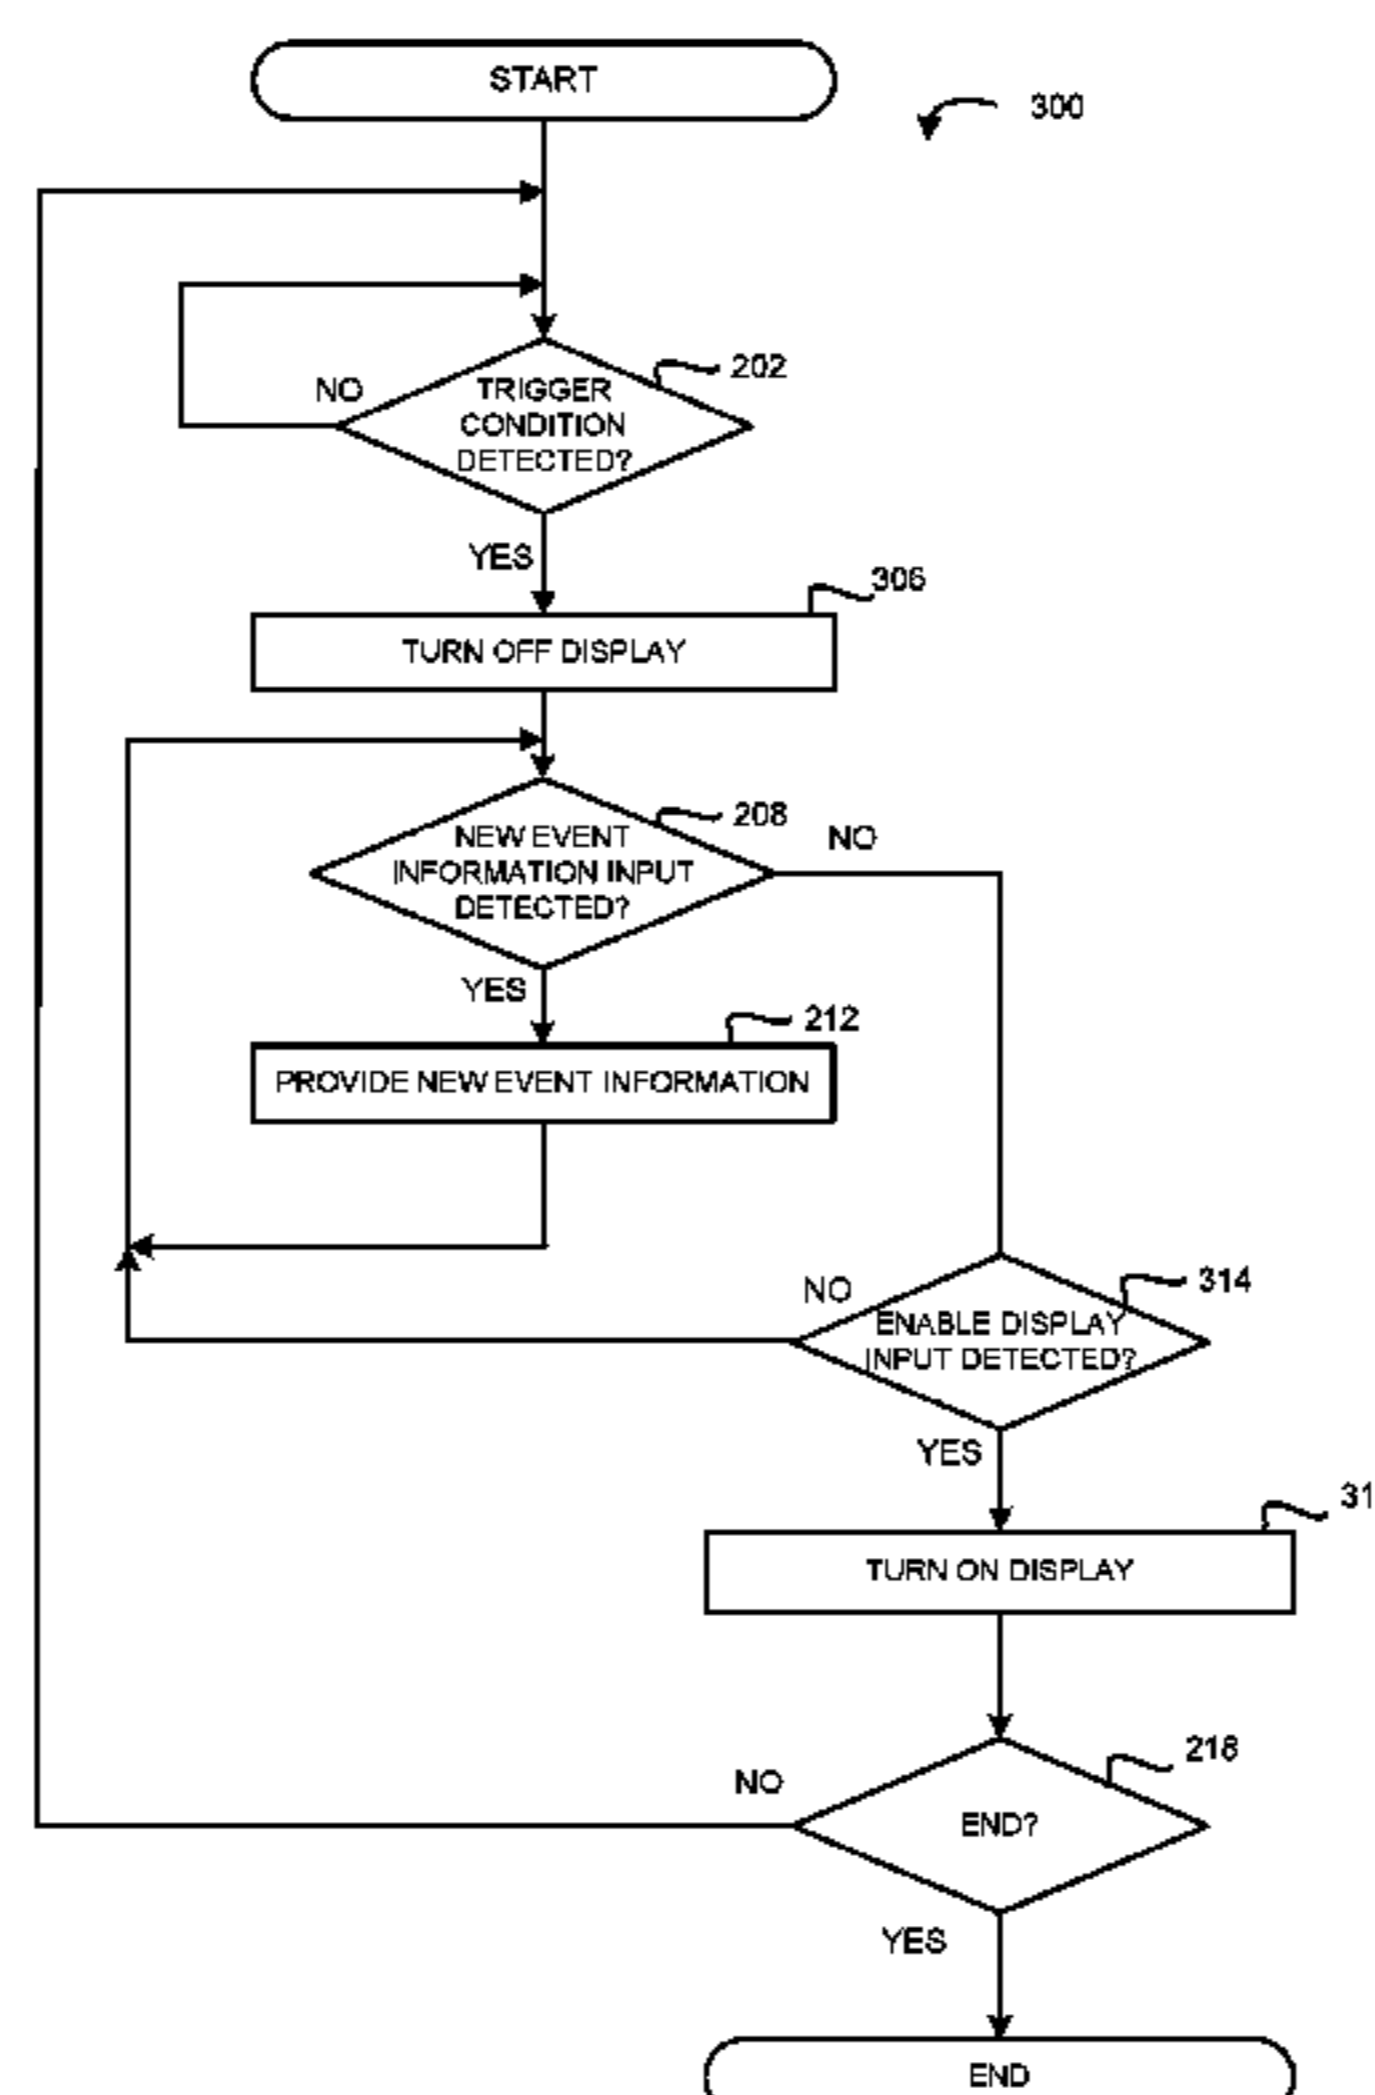 START
300
202
NO
TRIGGER
CONDITION
DETECTED?
YES
306
TURN OFF DISPLAY
208
NO
NEW EVENT
INFORMATION INPUT
DETECTED?
YES
212
PROVIDE NEW EVENT INFORMATION
314
NO
ENABLE DISPLAY
INPUT DETECTED?
YES
31
TURN ON DISPLAY
218
NO
END?
YES
END